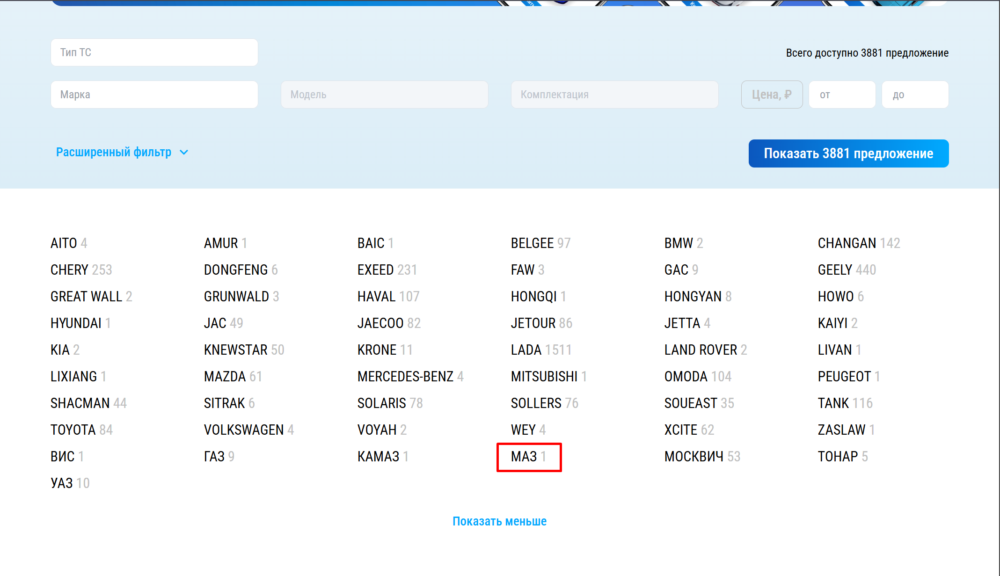 Тип ТС
Всего доступно 3881 предложение
Марка Модель Комплектация Цена, ₽ от до
Расширенный фильтр
Показать 3881 предложение
AITO 4 AMUR 1 BAIC 1 BELGEE 97 BMW 2 CHANGAN 142
CHERY 253 DONGFENG 6 EXEED 231 FAW 3 GAC 9 GEELY 440
GREAT WALL 2 GRUNWALD 3 HAVAL 107 HONGQI 1 HONGYAN 8 HOWO 6
HYUNDAI 1 JAC 49 JAECOO 82 JETOUR 86 JETTA 4 KAIYI 2
KIA 2 KNEWSTAR 50 KRONE 11 LADA 1511 LAND ROVER 2 LIVAN 1
LIXIANG 1 MAZDA 61 MERCEDES-BENZ 4 MITSUBISHI 1 OMODA 104 PEUGEOT 1
SHACMAN 44 SITRAK 6 SOLARIS 78 SOLLERS 76 SOUEAST 35 TANK 116
TOYOTA 84 VOLKSWAGEN 4 VOYAH 2 WEY 4 XCITE 62 ZASLAW 1
ВИС 1 ГАЗ 9 КАМАЗ 1 МАЗ 1 МОСКВИЧ 53 ТОНАР 5
УАЗ 10
Показать меньше